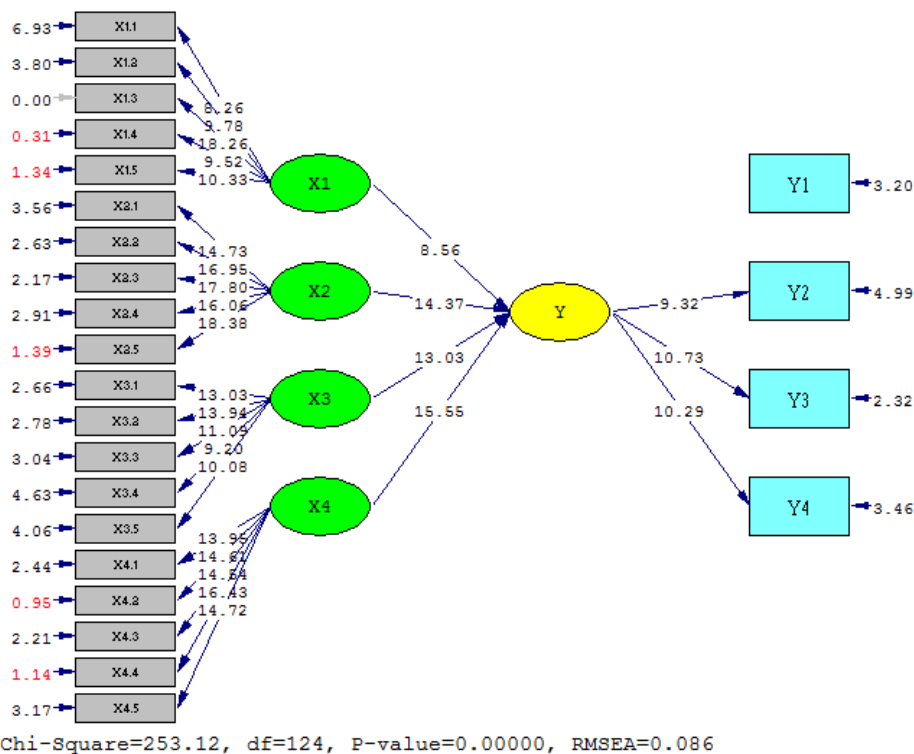 6.93 X1.1
3.80 X1.2
0.00 X1.3
0.31 X1.4
1.34 X1.5
3.56 X2.1
2.63 X2.2
2.17 X2.3
2.91 X2.4
1.39 X2.5
2.66 X3.1
2.78 X3.2
3.04 X3.3
4.63 X3.4
4.06 X3.5
2.44 X4.1
0.95 X4.2
2.21 X4.3
1.14 X4.4
3.17 X4.5
8.26
9.78
18.26
9.52
10.33
14.73
16.95
17.80
16.06
18.38
13.03
13.94
11.09
9.20
10.08
13.95
14.61
14.54
16.43
14.72
X1
X2
X3
X4
8.56
14.37
13.03
15.55
Y
9.32
10.73
10.29
Y1 3.20
Y2 4.99
Y3 2.32
Y4 3.46
Chi-Square=253.12, df=124, P-value=0.00000, RMSEA=0.086